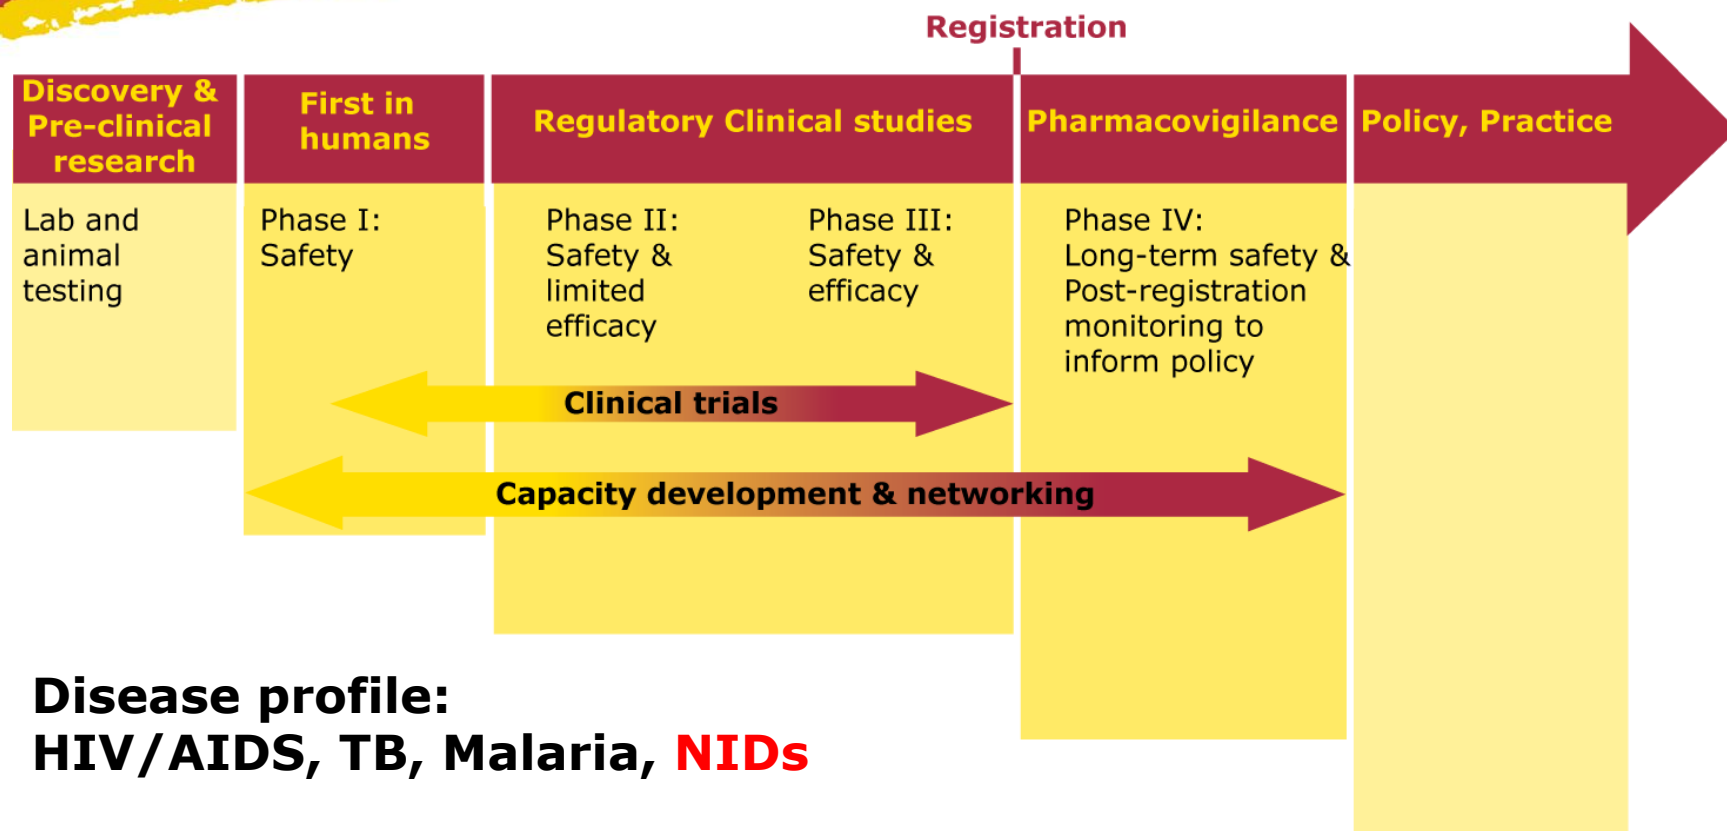 Registration
Discovery &
Pre-clinical
research
First in
humans
Regulatory Clinical studies
Pharmacovigilance
Policy, Practice
Lab and
animal
testing
Phase I:
Safety
Phase II:
Safety &
limited
efficacy
Phase III:
Safety &
efficacy
Phase IV:
Long-term safety &
Post-registration
monitoring to
inform policy
Clinical trials
Capacity development & networking
Disease profile:
HIV/AIDS, TB, Malaria, NIDs